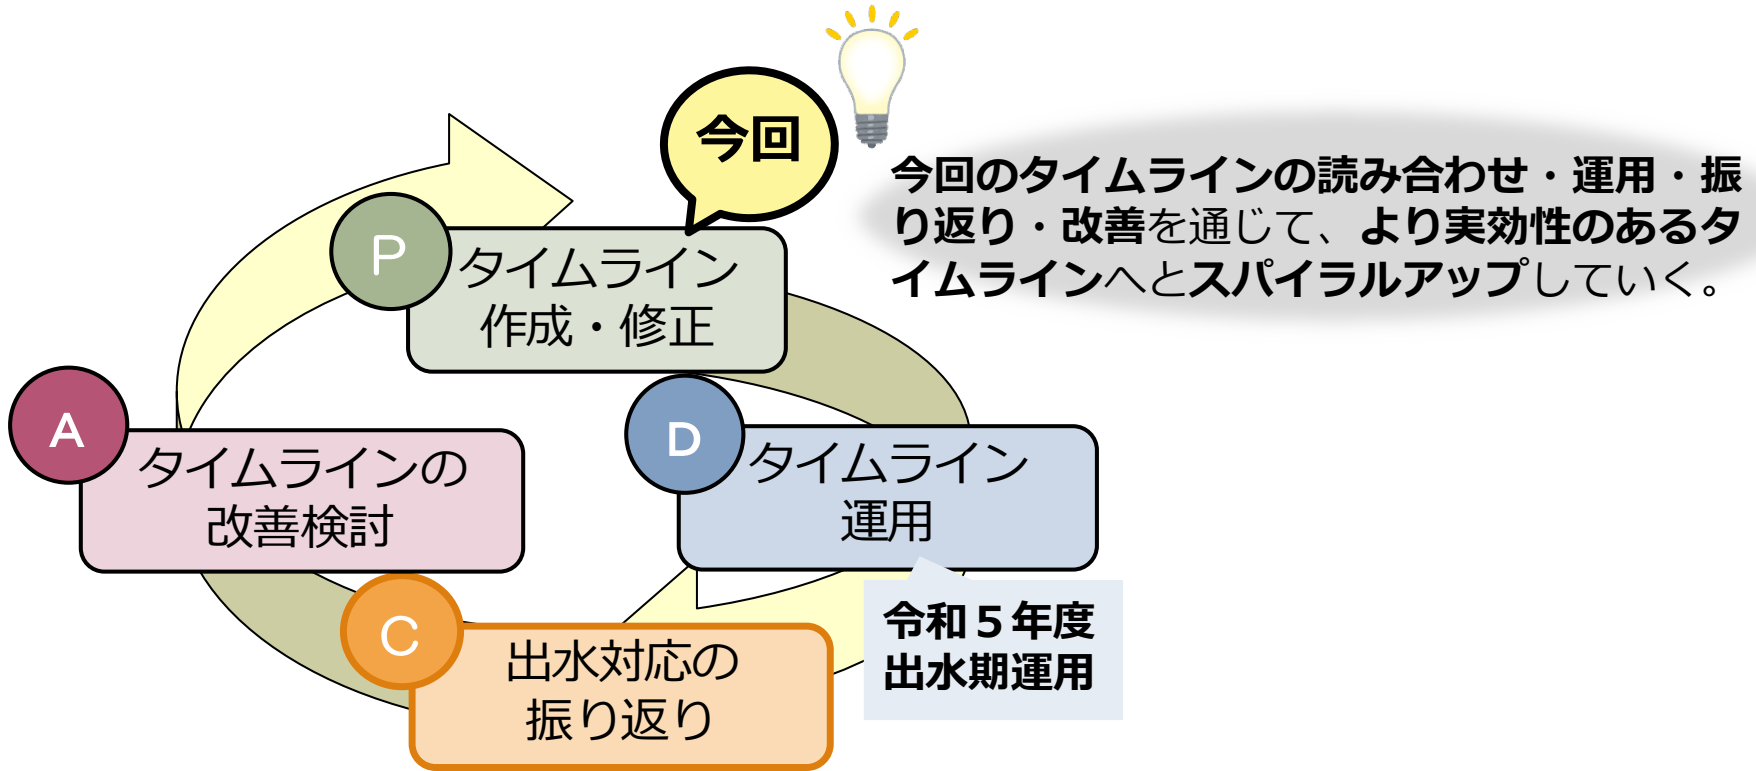 今回
今回のタイムラインの読み合わせ・運用・振
り返り・改善を通じて、より実効性のあるタ
イムラインへとスパイラルアップしていく。
P
タイムライン
作成・修正
D
タイムライン
運用
令和５年度
出水期運用
C
出水対応の
振り返り
A
タイムラインの
改善検討